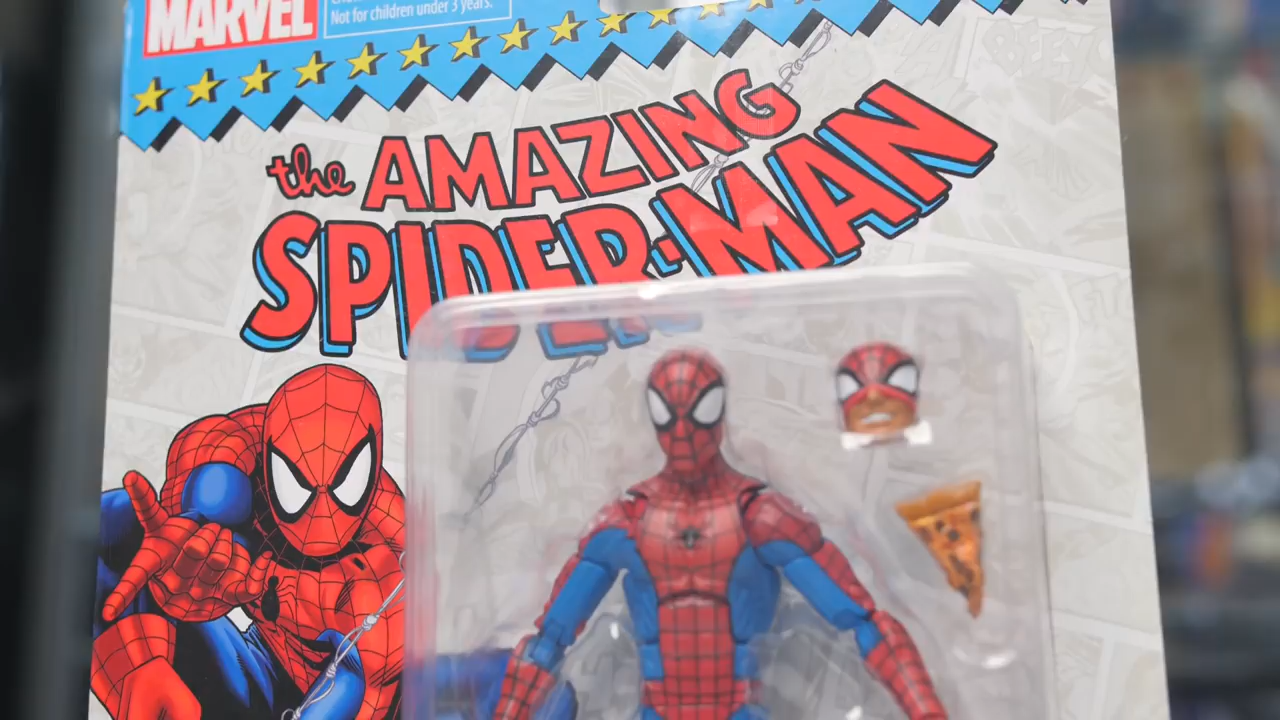 MARVEL
Not for children under 3 years.
the AMAZING
SPIDER-MAN